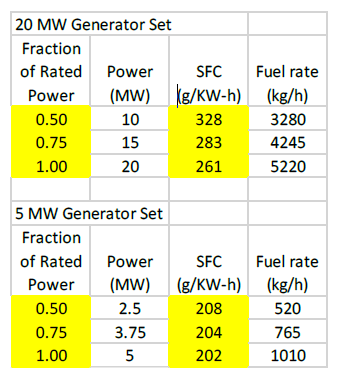 20 MW Generator Set
Fraction
of Rated Power SFC Fuel rate
Power (MW) (g/KW-h) (kg/h)
0.50 10 328 3280
0.75 15 283 4245
1.00 20 261 5220
5 MW Generator Set
Fraction
of Rated Power SFC Fuel rate
Power (MW) (g/KW-h) (kg/h)
0.50 2.5 208 520
0.75 3.75 204 765
1.00 5 202 1010